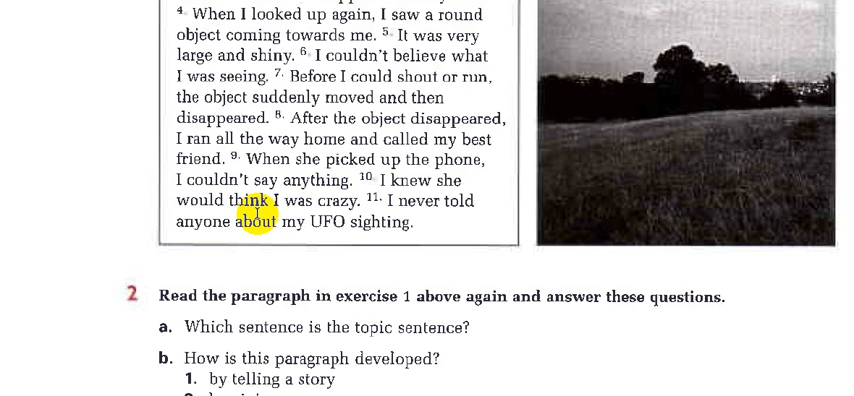 4. When I looked up again, I saw a round
object coming towards me. 5. It was very
large and shiny. 6. I couldn't believe what
I was seeing. 7. Before I could shout or run,
the object suddenly moved and then
disappeared. 8. After the object disappeared,
I ran all the way home and called my best
friend. 9. When she picked up the phone,
I couldn't say anything. 10. I knew she
would think I was crazy. 11. I never told
anyone about my UFO sighting.
2 Read the paragraph in exercise 1 above again and answer these questions.
a. Which sentence is the topic sentence?
b. How is this paragraph developed?
1. by telling a story